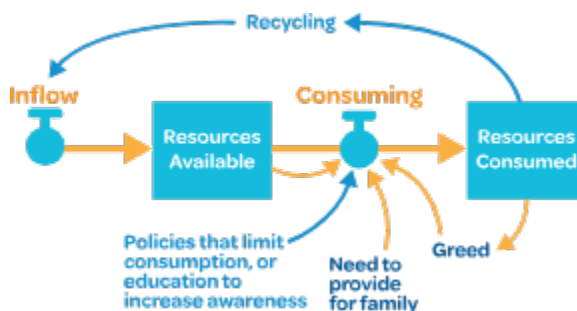 Recycling
Inflow
Consuming
Resources
Available
Resources
Consumed
Policies that limit
consumption, or
education to
increase awareness
Need to
provide
for family
Greed